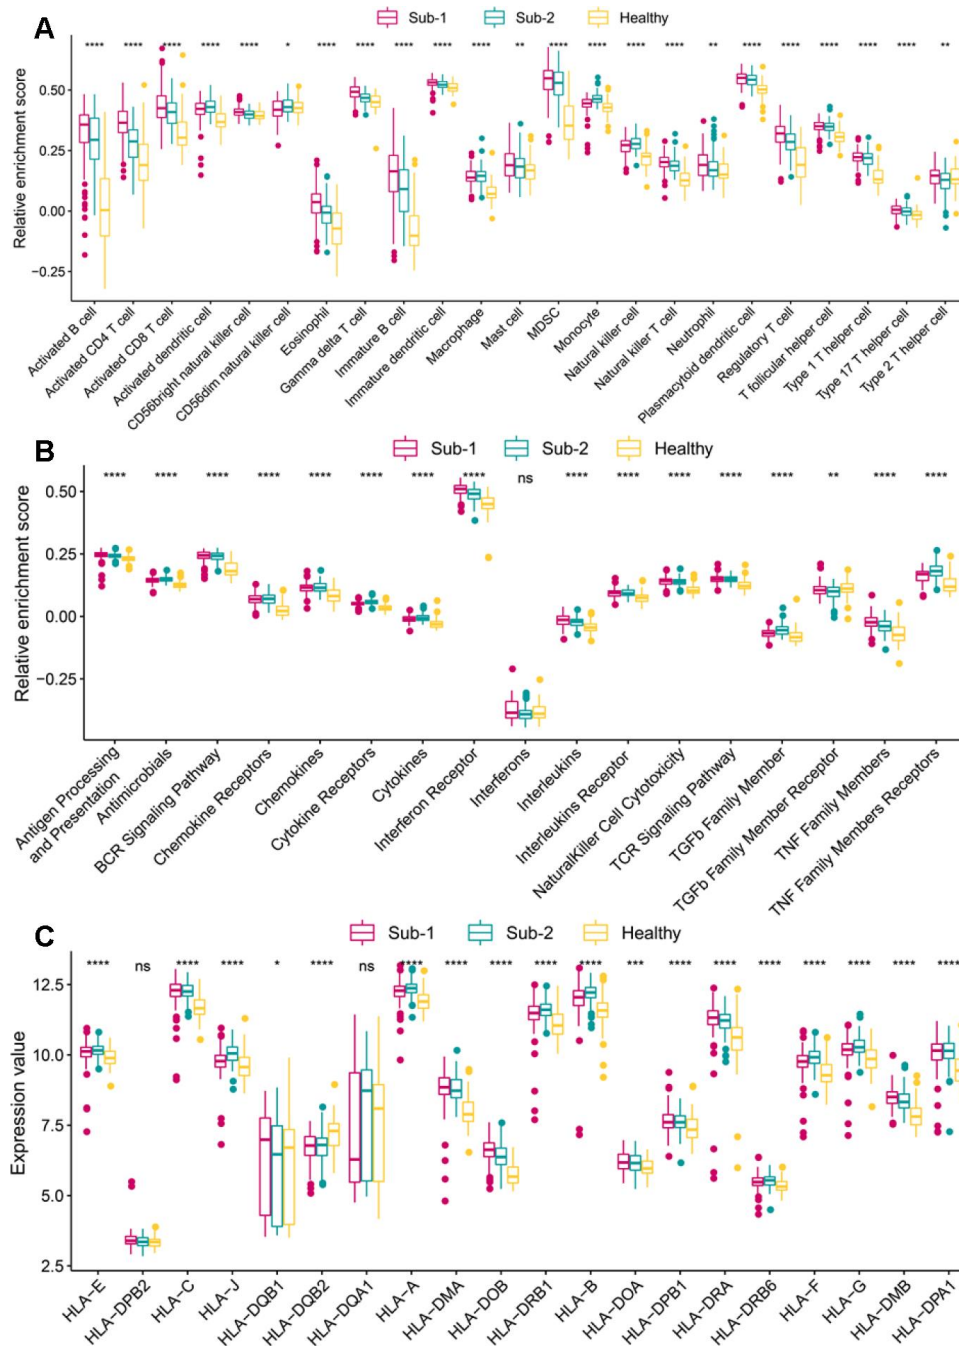 A
Sub-1 Sub-2 Healthy
**** **** **** **** **** * **** **** **** **** **** ** **** **** **** **** ** **** **** **** **** **** **
Relative enrichment score
0.50
0.25
0.00
−0.25
Activated B cell
Activated CD4 T cell
Activated CD8 T cell
Activated dendritic cell
CD56bright natural killer cell
CD56dim natural killer cell
Eosinophil
Gamma delta T cell
Immature B cell
Immature dendritic cell
Macrophage
Mast cell
MDSC
Monocyte
Natural killer cell
Natural killer T cell
Neutrophil
Plasmacytoid dendritic cell
Regulatory T cell
T follicular helper cell
Type 1 T helper cell
Type 17 T helper cell
Type 2 T helper cell
B
Sub-1 Sub-2 Healthy
**** **** **** **** **** **** **** **** ns **** **** **** **** **** ** **** ****
Relative enrichment score
0.50
0.25
0.00
−0.25
Antigen Processing
and Presentation
Antimicrobials
BCR Signaling Pathway
Chemokine Receptors
Chemokines
Cytokine Receptors
Cytokines
Interferon Receptor
Interferons
Interleukins
Interleukins Receptor
NaturalKiller Cell Cytotoxicity
TCR Signaling Pathway
TGFb Family Member
TGFb Family Member Receptor
TNF Family Members
TNF Family Members Receptors
C
Sub-1 Sub-2 Healthy
**** ns **** **** * **** ns **** **** **** **** **** *** **** **** **** **** **** **** ****
Expression value
12.5
10.0
7.5
5.0
2.5
HLA−E
HLA−DPB2
HLA−C
HLA−J
HLA−DQB1
HLA−DQB2
HLA−DQA1
HLA−A
HLA−DMA
HLA−DOB
HLA−DRB1
HLA−B
HLA−DOA
HLA−DPB1
HLA−DRA
HLA−DRB6
HLA−F
HLA−G
HLA−DMB
HLA−DPA1